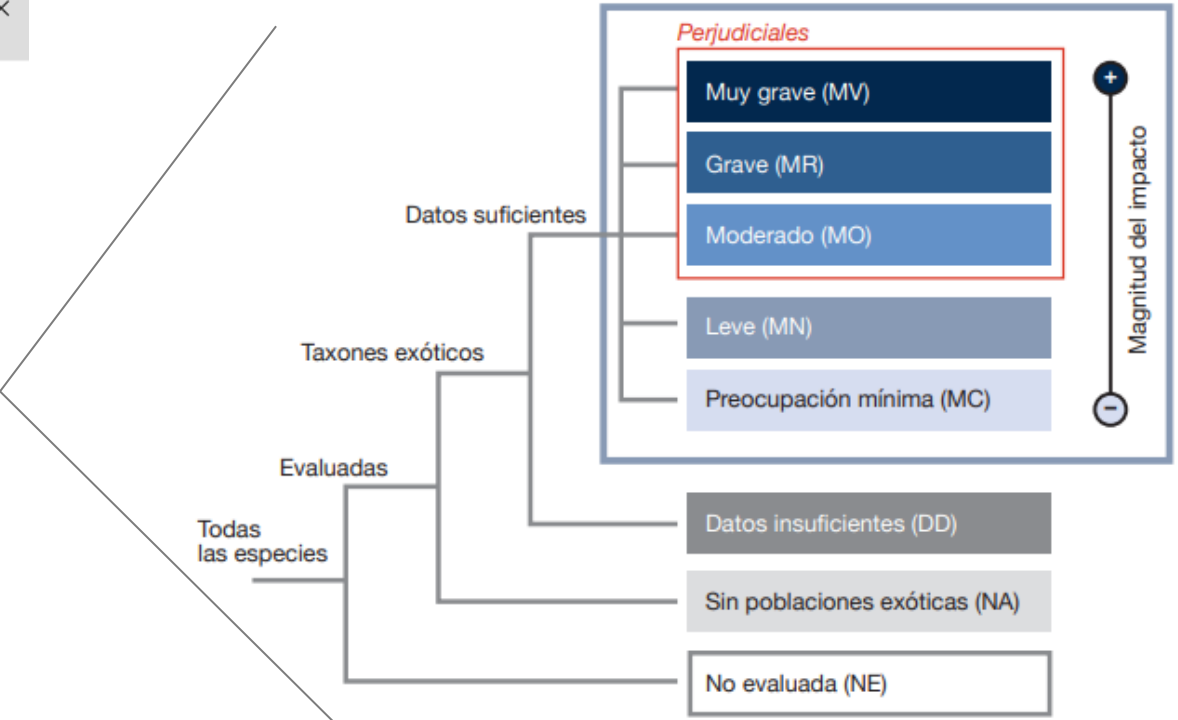 Perjudiciales
Muy grave (MV)
Grave (MR)
Datos suficientes
Moderado (MO)
Magnitud del impacto
Leve (MN)
Taxones exóticos
Preocupación mínima (MC)
Evaluadas
Datos insuficientes (DD)
Todas
las especies
Sin poblaciones exóticas (NA)
No evaluada (NE)
+
−